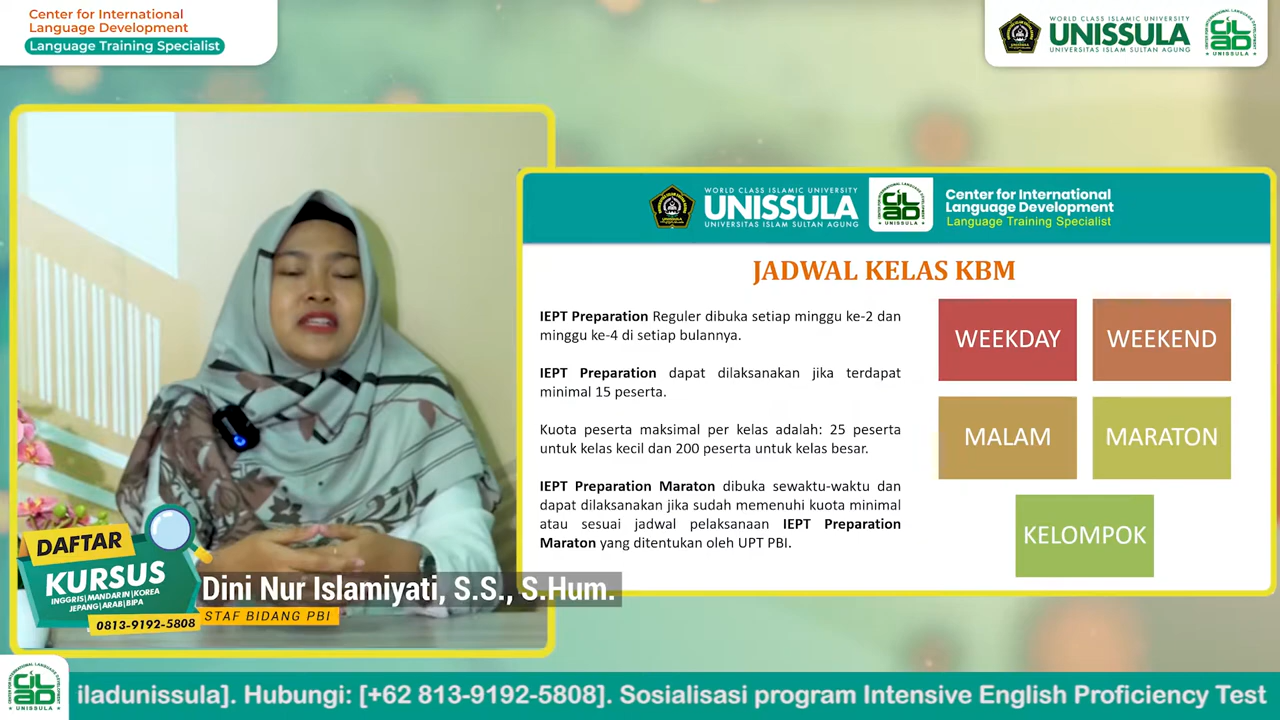 Center for International
Language Development
Language Training Specialist
WORLD CLASS ISLAMIC UNIVERSITY
UNISSULA
UNIVERSITAS ISLAM SULTAN AGUNG
CILAD
UNISSULA
WORLD CLASS ISLAMIC UNIVERSITY
UNISSULA
UNIVERSITAS ISLAM SULTAN AGUNG
CILAD
UNISSULA
Center for International
Language Development
Language Training Specialist
JADWAL KELAS KBM
IEPT Preparation Reguler dibuka setiap minggu ke-2 dan
minggu ke-4 di setiap bulannya.
IEPT Preparation dapat dilaksanakan jika terdapat
minimal 15 peserta.
Kuota peserta maksimal per kelas adalah: 25 peserta
untuk kelas kecil dan 200 peserta untuk kelas besar.
IEPT Preparation Maraton dibuka sewaktu-waktu dan
dapat dilaksanakan jika sudah memenuhi kuota minimal
atau sesuai jadwal pelaksanaan IEPT Preparation
Maraton yang ditentukan oleh UPT PBI.
WEEKDAY
WEEKEND
MALAM
MARATON
KELOMPOK
DAFTAR
KURSUS
INGGRIS|MANDARIN|KOREA
JEPANG|ARAB|BIPA
0813-9192-5808
Dini Nur Islamiyati, S.S., S.Hum.
STAF BIDANG PBI
CILAD
UNISSULA
iladunissula]. Hubungi: [+62 813-9192-5808]. Sosialisasi program Intensive English Proficiency Test